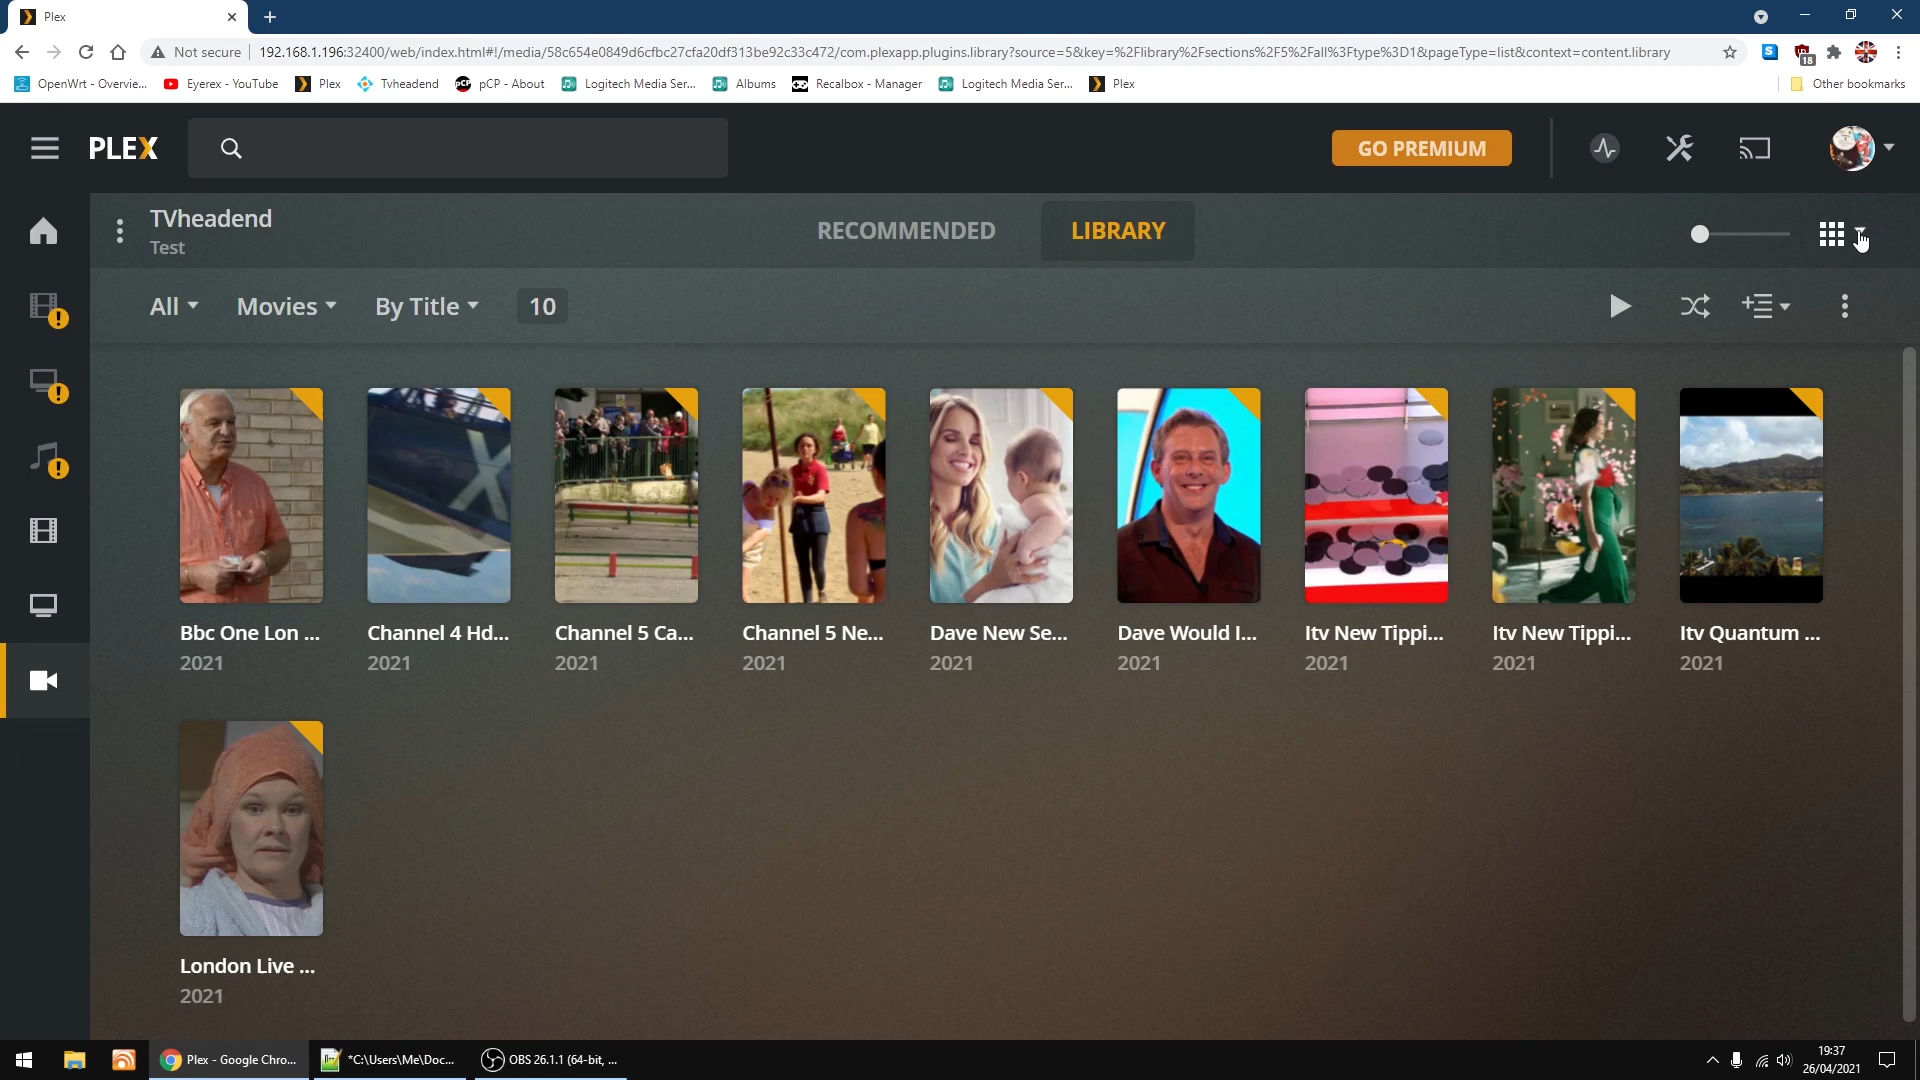 Plex
Not secure 192.168.1.196:32400/web/index.html#!/media/58c654e0849d6cfbc27cfa20df313be92c33c472/com.plexapp.plugins.library?source=5&key=%2Flibrary%2Fsections%2F5%2Fall%3Ftype%3D1&pageType=list&context=content.library
18
OpenWrt - Overvie... Eyerex - YouTube Plex Tvheadend pCP pCP - About Logitech Media Ser... Albums Recalbox - Manager Logitech Media Ser... Plex Other bookmarks
PLEX GO PREMIUM
TVheadend
Test
RECOMMENDED LIBRARY
All Movies By Title 10
Bbc One Lon ... Channel 4 Hd... Channel 5 Ca... Channel 5 Ne... Dave New Se... Dave Would I... Itv New Tippi... Itv New Tippi... Itv Quantum ...
2021 2021 2021 2021 2021 2021 2021 2021 2021
London Live ...
2021
Plex - Google Chro... *C:\Users\Me\Doc... OBS 26.1.1 (64-bit, ...
19:37
26/04/2021